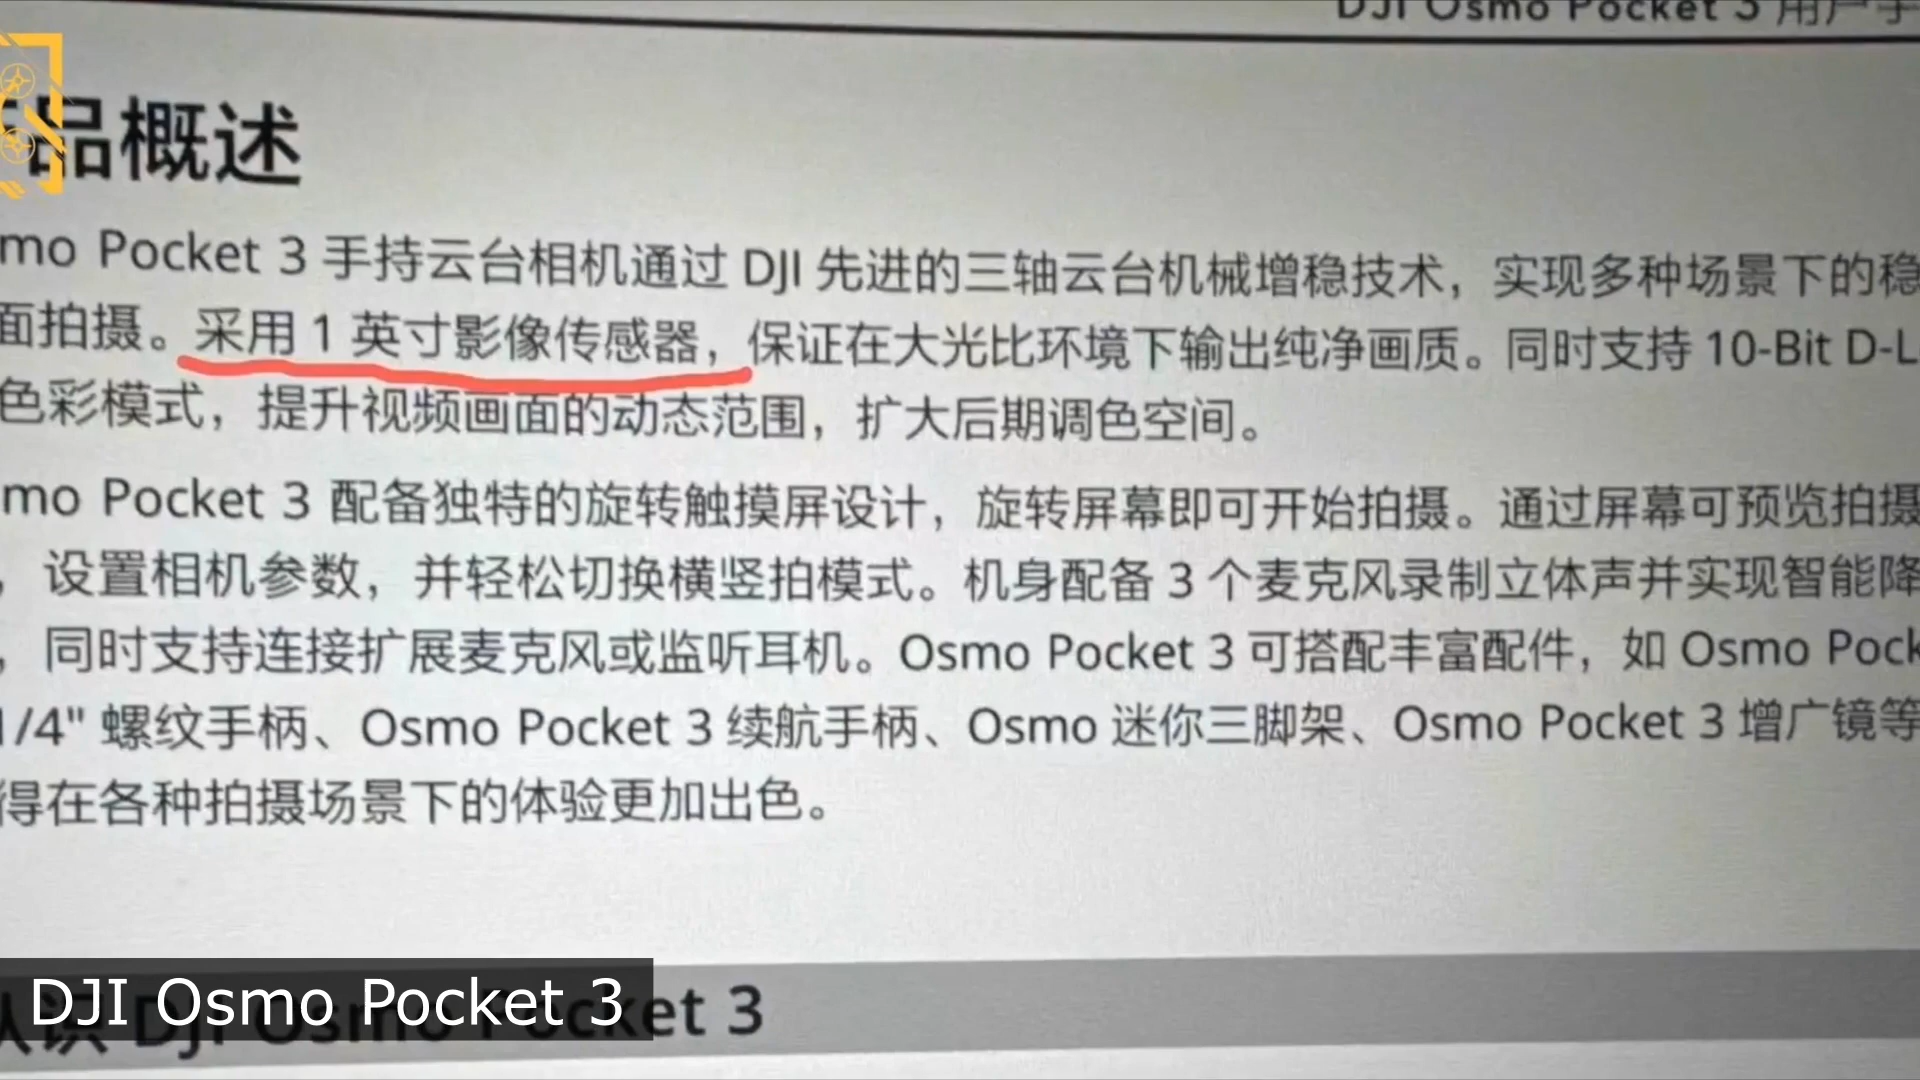 DJI Osmo Pocket 3 用户手
品概述
mo Pocket 3 手持云台相机通过 DJI 先进的三轴云台机械增稳技术，实现多种场景下的稳
面拍摄。采用 1 英寸影像传感器，保证在大光比环境下输出纯净画质。同时支持 10-Bit D-L
色彩模式，提升视频画面的动态范围，扩大后期调色空间。
mo Pocket 3 配备独特的旋转触摸屏设计，旋转屏幕即可开始拍摄。通过屏幕可预览拍摄
，设置相机参数，并轻松切换横竖拍模式。机身配备 3 个麦克风录制立体声并实现智能降
，同时支持连接扩展麦克风或监听耳机。Osmo Pocket 3 可搭配丰富配件，如 Osmo Pock
1/4" 螺纹手柄、Osmo Pocket 3 续航手柄、Osmo 迷你三脚架、Osmo Pocket 3 增广镜等
得在各种拍摄场景下的体验更加出色。
DJI Osmo Pocket 3
认识 DJI Osmo Pocket 3